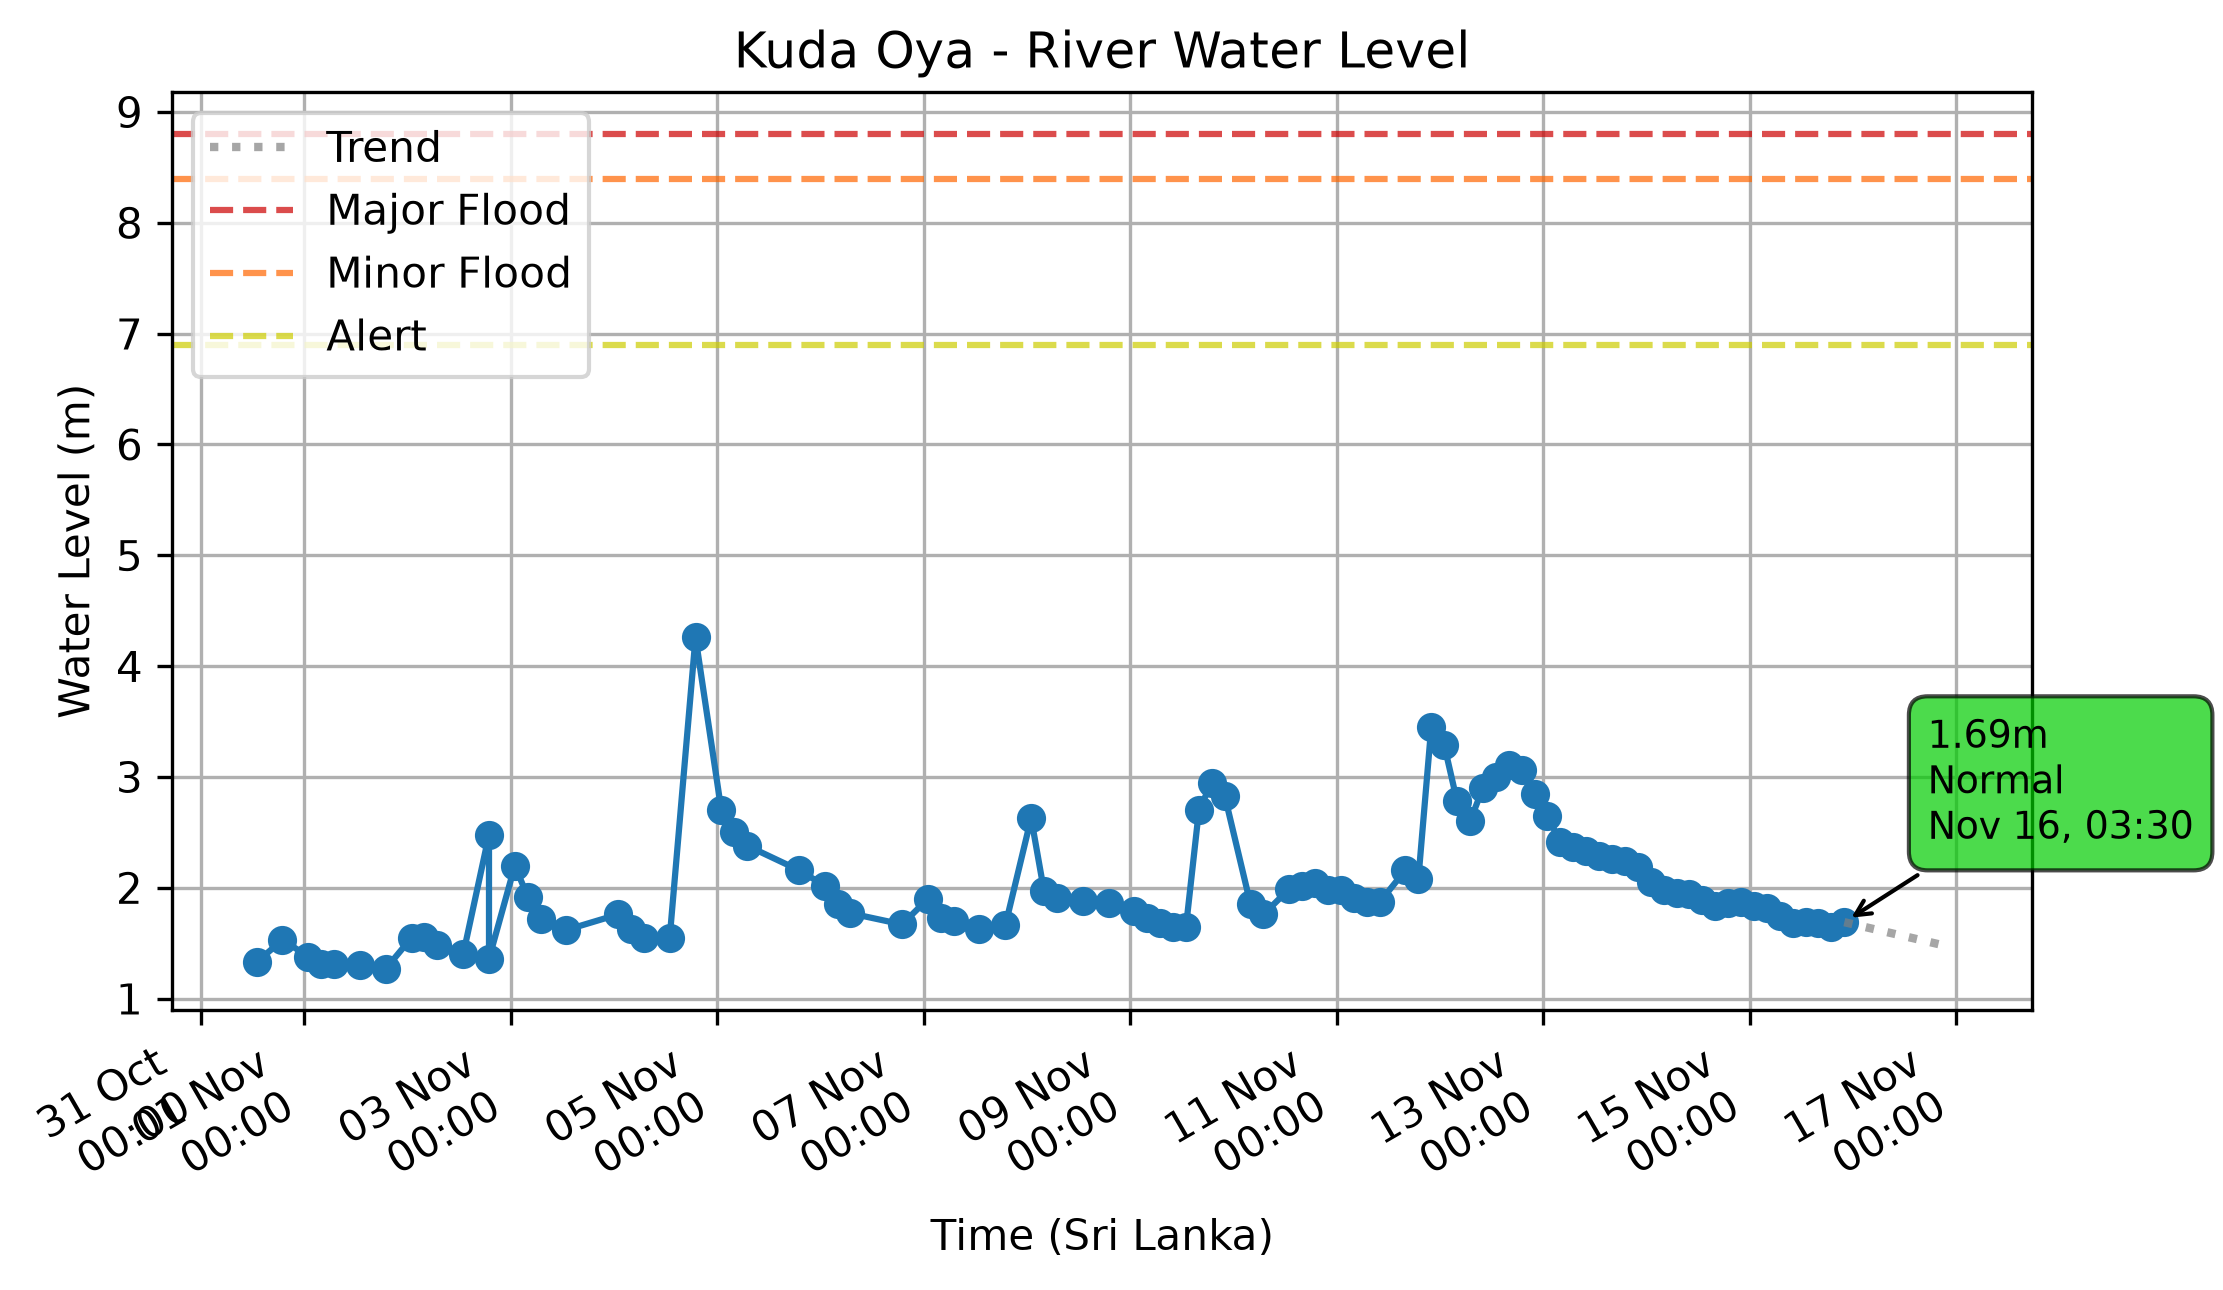 Kuda Oya - River Water Level
9
8
7
6
5
4
3
2
1
Water Level (m)
Trend
Major Flood
Minor Flood
Alert
1.69m
Normal
Nov 16, 03:30
31 Oct
00:00
01 Nov
00:00
03 Nov
00:00
05 Nov
00:00
07 Nov
00:00
09 Nov
00:00
11 Nov
00:00
13 Nov
00:00
15 Nov
00:00
17 Nov
00:00
Time (Sri Lanka)